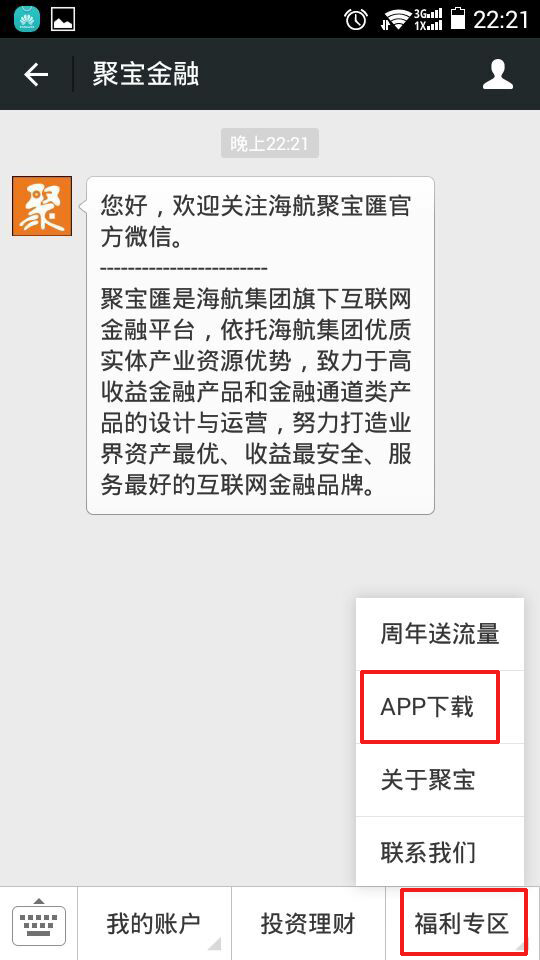 3G
1X
22:21
聚宝金融
晚上22:21
聚
您好，欢迎关注海航聚宝匯官
方微信。
------------------------
聚宝匯是海航集团旗下互联网
金融平台，依托海航集团优质
实体产业资源优势，致力于高
收益金融产品和金融通道类产
品的设计与运营，努力打造业
界资产最优、收益最安全、服
务最好的互联网金融品牌。
周年送流量
APP下载
关于聚宝
联系我们
我的账户
投资理财
福利专区